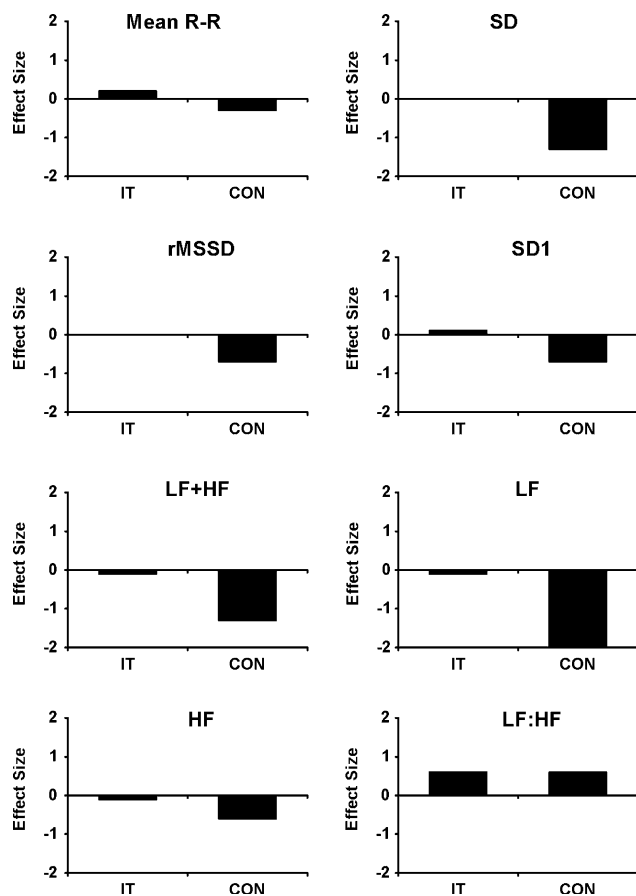 Mean R-R
Effect Size
2
1
0
-1
-2
IT
CON
SD
Effect Size
2
1
0
-1
-2
IT
CON
rMSSD
Effect Size
2
1
0
-1
-2
IT
CON
SD1
Effect Size
2
1
0
-1
-2
IT
CON
LF+HF
Effect Size
2
1
0
-1
-2
IT
CON
LF
Effect Size
2
1
0
-1
-2
IT
CON
HF
Effect Size
2
1
0
-1
-2
IT
CON
LF:HF
Effect Size
2
1
0
-1
-2
IT
CON